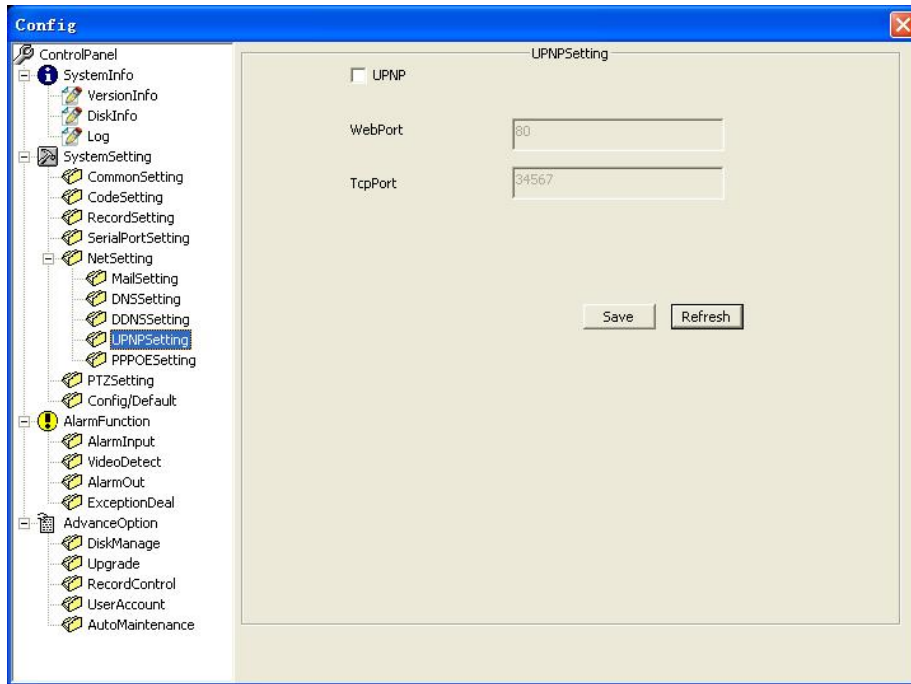 Config
ControlPanel
SystemInfo
VersionInfo
DiskInfo
Log
SystemSetting
CommonSetting
CodeSetting
RecordSetting
SerialPortSetting
NetSetting
MailSetting
DNSSetting
DDNSSetting
UPNPSetting
PPPOESetting
PTZSetting
Config/Default
AlarmFunction
AlarmInput
VideoDetect
AlarmOut
ExceptionDeal
AdvanceOption
DiskManage
Upgrade
RecordControl
UserAccount
AutoMaintenance
UPNPSetting
UPNP
WebPort 80
TcpPort 34567
Save Refresh